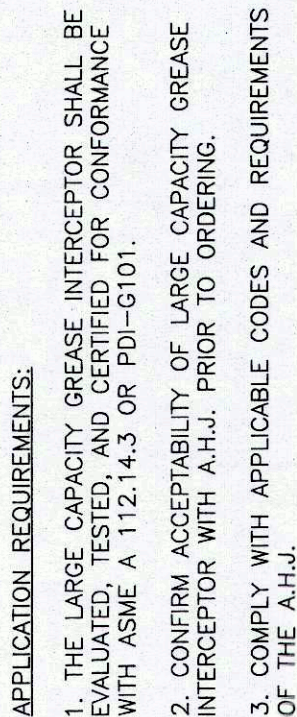 APPLICATION REQUIREMENTS:
1. THE LARGE CAPACITY GREASE INTERCEPTOR SHALL BE
EVALUATED, TESTED, AND CERTIFIED FOR CONFORMANCE
WITH ASME A 112.14.3 OR PDI-G101.
2. CONFIRM ACCEPTABILITY OF LARGE CAPACITY GREASE
INTERCEPTOR WITH A.H.J. PRIOR TO ORDERING.
3. COMPLY WITH APPLICABLE CODES AND REQUIREMENTS
OF THE A.H.J.